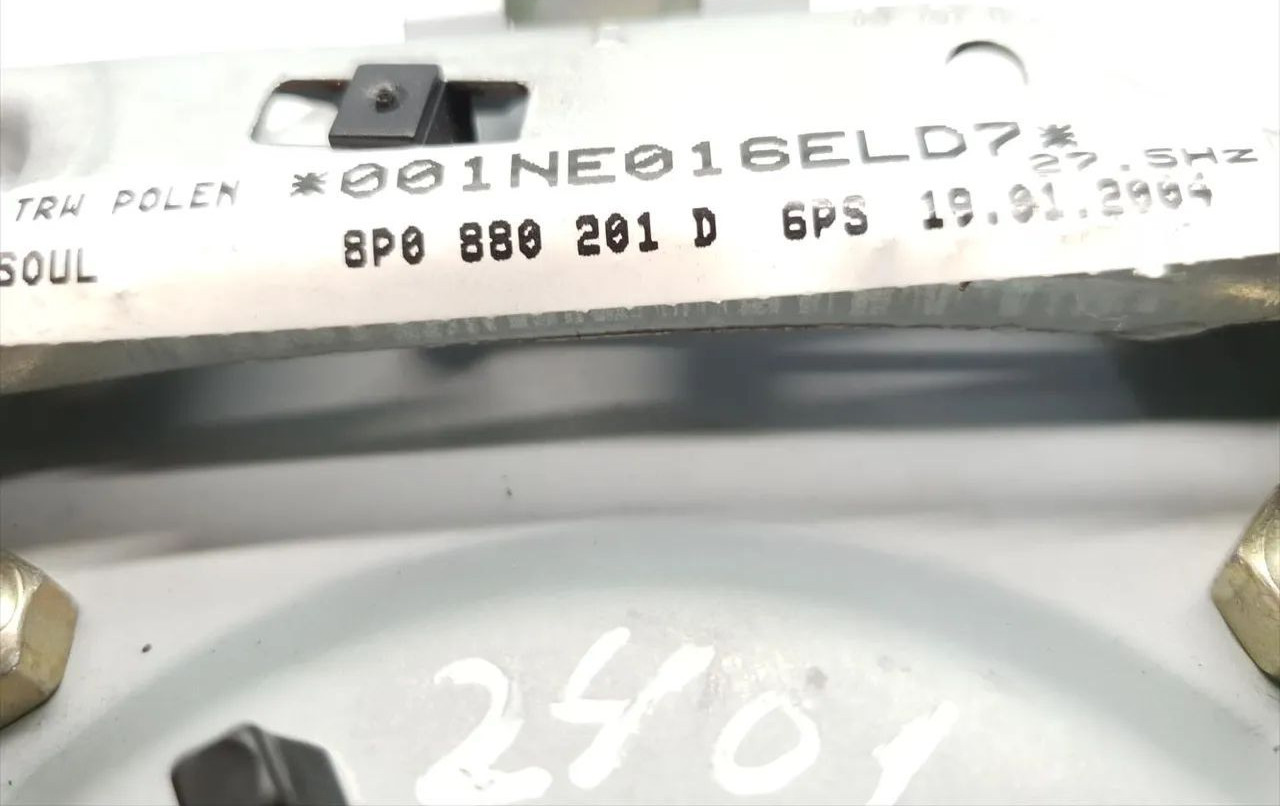 *001NE016ELD7*
27.5Hz
TRW POLEN
8P0 880 201 D 6PS 19.01.2004
SOUL
2401